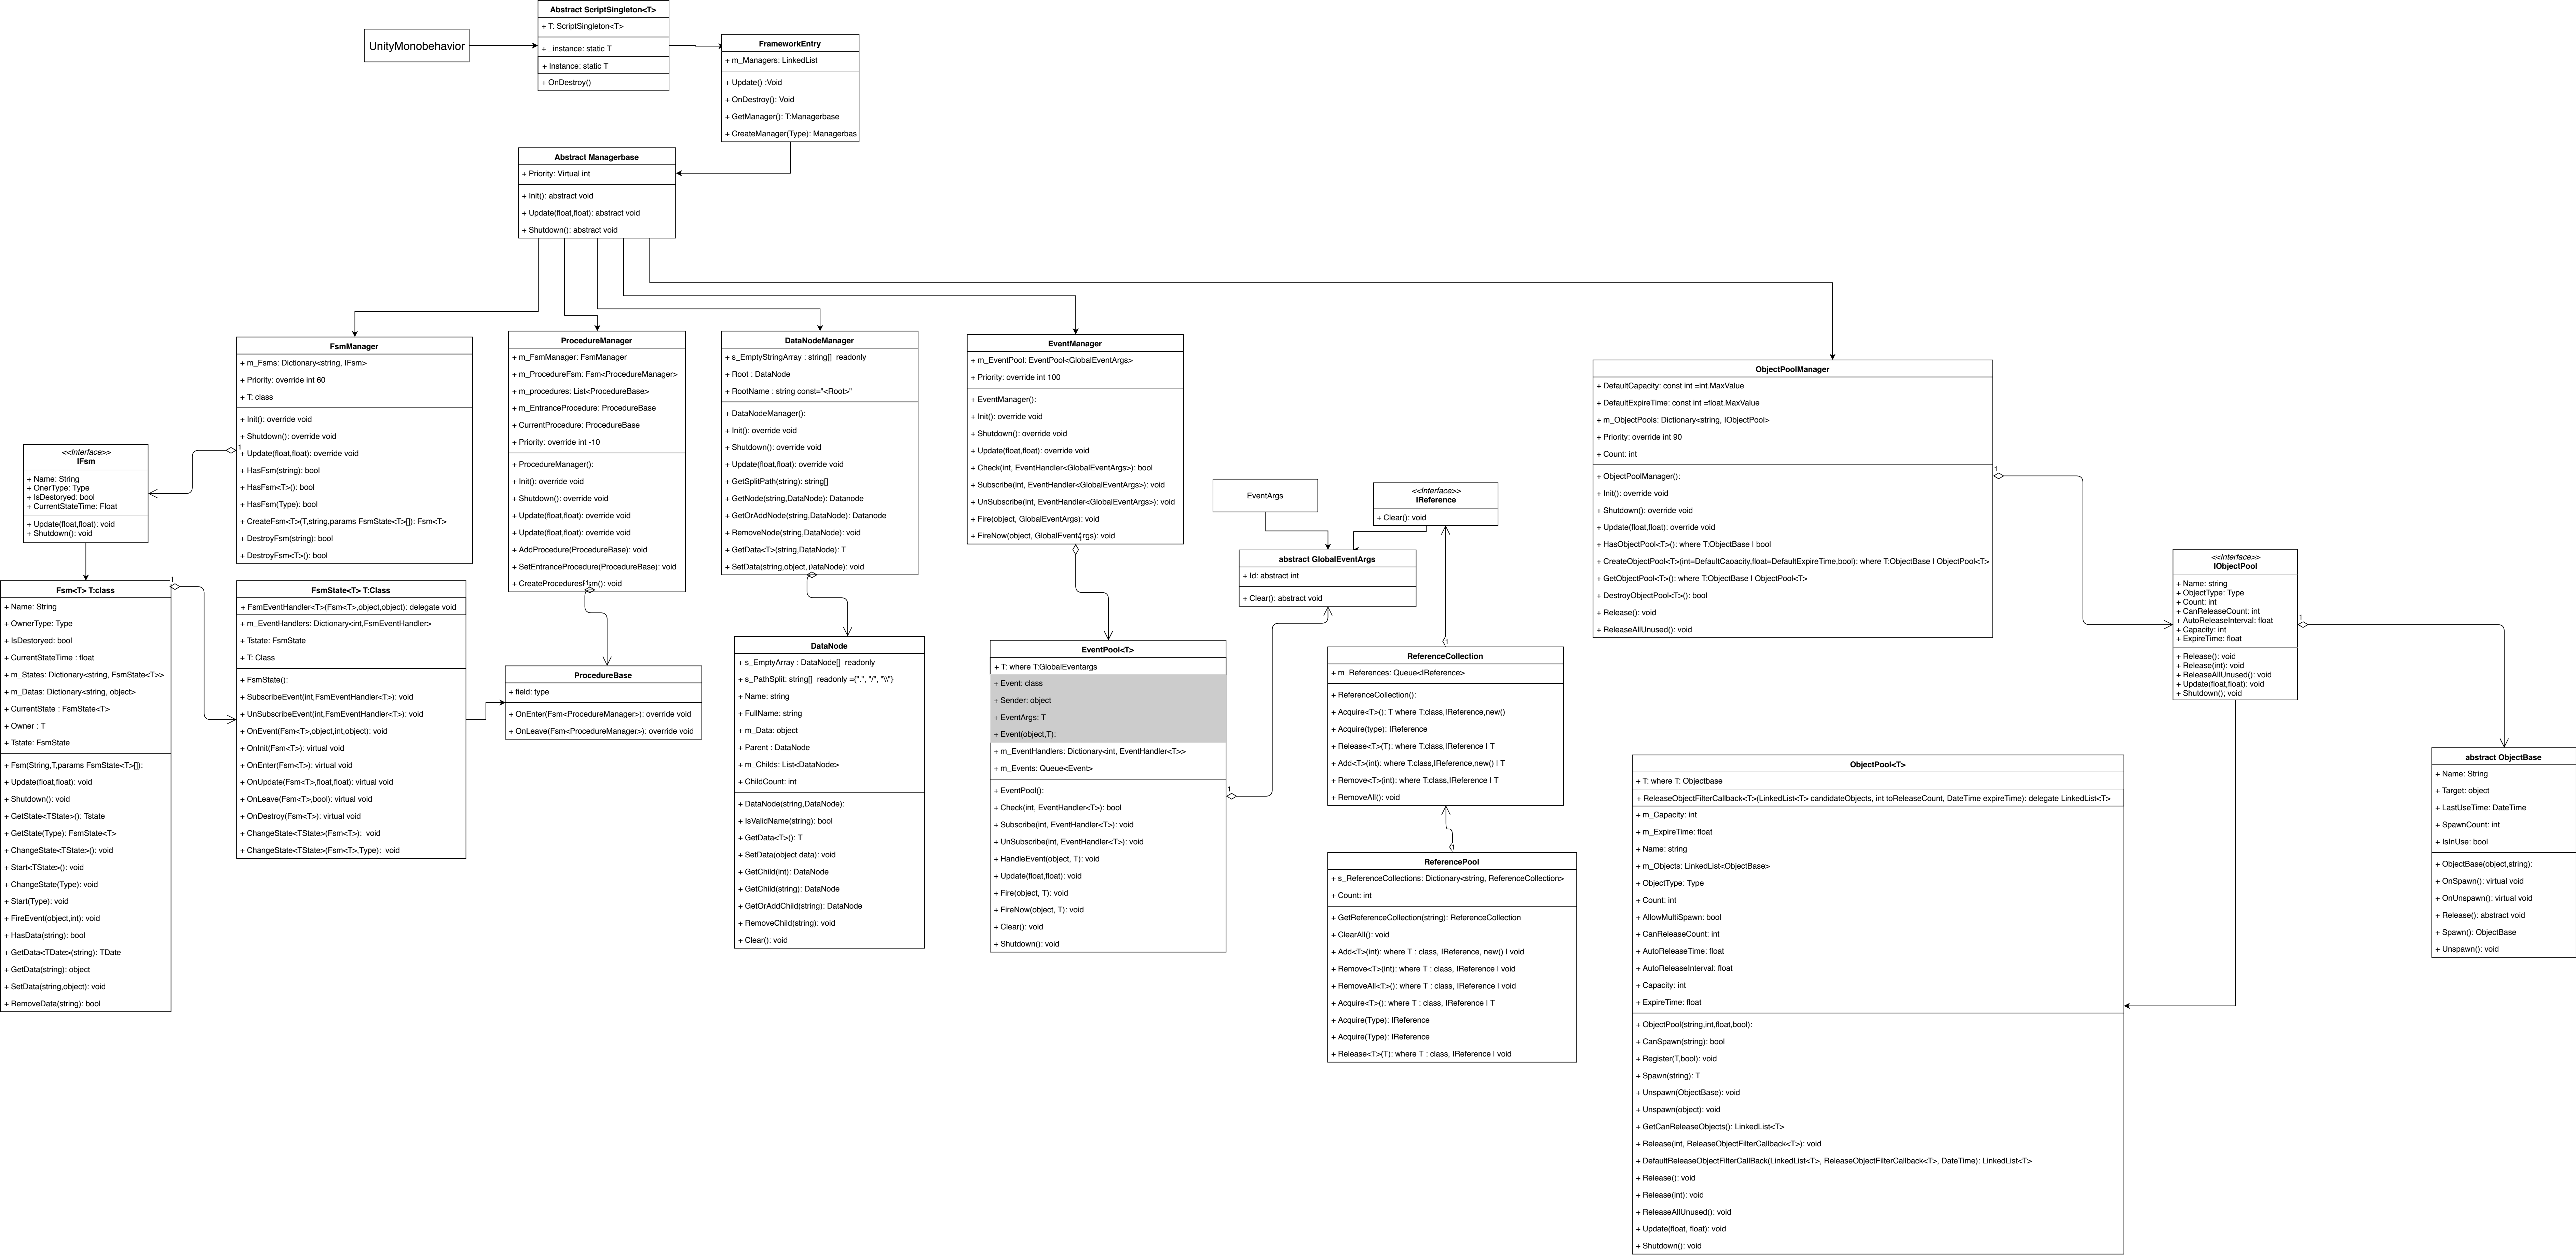 UnityMonobehavior
Abstract ScriptSingleton<T>
+ T: ScriptSingleton<T>
+ _instance: static T
+ Instance: static T
+ OnDestroy()
FrameworkEntry
+ m_Managers: LinkedList
+ Update() :Void
+ OnDestroy(): Void
+ GetManager(): T:Managerbase
+ CreateManager(Type): Managerbas
Abstract Managerbase
+ Priority: Virtual int
+ Init(): abstract void
+ Update(float,float): abstract void
+ Shutdown(): abstract void
FsmManager
+ m_Fsms: Dictionary<string, IFsm>
+ Priority: override int 60
+ T: class
+ Init(): override void
+ Shutdown(): override void
+ Update(float,float): override void
+ HasFsm(string): bool
+ HasFsm<T>(): bool
+ HasFsm(Type): bool
+ CreateFsm<T>(T,string,params FsmState<T>[]): Fsm<T>
+ DestroyFsm(string): bool
+ DestroyFsm<T>(): bool
1
<<Interface>>
IFsm
+ Name: String
+ OnerType: Type
+ IsDestoryed: bool
+ CurrentStateTime: Float
+ Update(float,float): void
+ Shutdown(): void
Fsm<T> T:class
1
+ Name: String
+ OwnerType: Type
+ IsDestoryed: bool
+ CurrentStateTime : float
+ m_States: Dictionary<string, FsmState<T>>
+ m_Datas: Dictionary<string, object>
+ CurrentState : FsmState<T>
+ Owner : T
+ Tstate: FsmState
+ Fsm(String,T,params FsmState<T>[]):
+ Update(float,float): void
+ Shutdown(): void
+ GetState<TState>(): Tstate
+ GetState(Type): FsmState<T>
+ ChangeState<TState>(): void
+ Start<TState>(): void
+ ChangeState(Type): void
+ Start(Type): void
+ FireEvent(object,int): void
+ HasData(string): bool
+ GetData<TDate>(string): TDate
+ GetData(string): object
+ SetData(string,object): void
+ RemoveData(string): bool
FsmState<T> T:Class
+ FsmEventHandler<T>(Fsm<T>,object,object): delegate void
+ m_EventHandlers: Dictionary<int,FsmEventHandler>
+ Tstate: FsmState
+ T: Class
+ FsmState():
+ SubscribeEvent(int,FsmEventHandler<T>): void
+ UnSubscribeEvent(int,FsmEventHandler<T>): void
+ OnEvent(Fsm<T>,object,int,object): void
+ OnInit(Fsm<T>): virtual void
+ OnEnter(Fsm<T>): virtual void
+ OnUpdate(Fsm<T>,float,float): virtual void
+ OnLeave(Fsm<T>,bool): virtual void
+ OnDestroy(Fsm<T>): virtual void
+ ChangeState<TState>(Fsm<T>):  void
+ ChangeState<TState>(Fsm<T>,Type):  void
ProcedureManager
+ m_FsmManager: FsmManager
+ m_ProcedureFsm: Fsm<ProcedureManager>
+ m_procedures: List<ProcedureBase>
+ m_EntranceProcedure: ProcedureBase
+ CurrentProcedure: ProcedureBase
+ Priority: override int -10
+ ProcedureManager():
+ Init(): override void
+ Shutdown(): override void
+ Update(float,float): override void
+ Update(float,float): override void
+ AddProcedure(ProcedureBase): void
+ SetEntranceProcedure(ProcedureBase): void
+ CreateProceduresFsm(): void
1
ProcedureBase
+ field: type
+ OnEnter(Fsm<ProcedureManager>): override void
+ OnLeave(Fsm<ProcedureManager>): override void
DataNodeManager
+ s_EmptyStringArray : string[]  readonly
+ Root : DataNode
+ RootName : string const="<Root>"
+ DataNodeManager():
+ Init(): override void
+ Shutdown(): override void
+ Update(float,float): override void
+ GetSplitPath(string): string[]
+ GetNode(string,DataNode): Datanode
+ GetOrAddNode(string,DataNode): Datanode
+ RemoveNode(string,DataNode): void
+ GetData<T>(string,DataNode): T
+ SetData(string,object,DataNode): void
1
DataNode
+ s_EmptyArray : DataNode[]  readonly
+ s_PathSplit: string[]  readonly ={".", "/", "\\"}
+ Name: string
+ FullName: string
+ m_Data: object
+ Parent : DataNode
+ m_Childs: List<DataNode>
+ ChildCount: int
+ DataNode(string,DataNode):
+ IsValidName(string): bool
+ GetData<T>(): T
+ SetData(object data): void
+ GetChild(int): DataNode
+ GetChild(string): DataNode
+ GetOrAddChild(string): DataNode
+ RemoveChild(string): void
+ Clear(): void
EventManager
+ m_EventPool: EventPool<GlobalEventArgs>
+ Priority: override int 100
+ EventManager():
+ Init(): override void
+ Shutdown(): override void
+ Update(float,float): override void
+ Check(int, EventHandler<GlobalEventArgs>): bool
+ Subscribe(int, EventHandler<GlobalEventArgs>): void
+ UnSubscribe(int, EventHandler<GlobalEventArgs>): void
+ Fire(object, GlobalEventArgs): void
+ FireNow(object, GlobalEventArgs): void
1
EventPool<T>
+ T: where T:GlobalEventargs
+ Event: class
+ Sender: object
+ EventArgs: T
+ Event(object,T):
+ m_EventHandlers: Dictionary<int, EventHandler<T>>
+ m_Events: Queue<Event>
+ EventPool():
+ Check(int, EventHandler<T>): bool
+ Subscribe(int, EventHandler<T>): void
+ UnSubscribe(int, EventHandler<T>): void
+ HandleEvent(object, T): void
+ Update(float,float): void
+ Fire(object, T): void
+ FireNow(object, T): void
+ Clear(): void
+ Shutdown(): void
1
EventArgs
<<Interface>>
IReference
+ Clear(): void
abstract GlobalEventArgs
+ Id: abstract int
+ Clear(): abstract void
1
ReferenceCollection
+ m_References: Queue<IReference>
+ ReferenceCollection():
+ Acquire<T>(): T where T:class,IReference,new()
+ Acquire(type): IReference
+ Release<T>(T): where T:class,IReference | T
+ Add<T>(int): where T:class,IReference,new() | T
+ Remove<T>(int): where T:class,IReference | T
+ RemoveAll(): void
1
ReferencePool
+ s_ReferenceCollections: Dictionary<string, ReferenceCollection>
+ Count: int
+ GetReferenceCollection(string): ReferenceCollection
+ ClearAll(): void
+ Add<T>(int): where T : class, IReference, new() | void
+ Remove<T>(int): where T : class, IReference | void
+ RemoveAll<T>(): where T : class, IReference | void
+ Acquire<T>(): where T : class, IReference | T
+ Acquire(Type): IReference
+ Acquire(Type): IReference
+ Release<T>(T): where T : class, IReference | void
ObjectPoolManager
+ DefaultCapacity: const int =int.MaxValue
+ DefaultExpireTime: const int =float.MaxValue
+ m_ObjectPools: Dictionary<string, IObjectPool>
+ Priority: override int 90
+ Count: int
+ ObjectPoolManager():
+ Init(): override void
+ Shutdown(): override void
+ Update(float,float): override void
+ HasObjectPool<T>(): where T:ObjectBase | bool
+ CreateObjectPool<T>(int=DefaultCaoacity,float=DefaultExpireTime,bool): where T:ObjectBase | ObjectPool<T>
+ GetObjectPool<T>(): where T:ObjectBase | ObjectPool<T>
+ DestroyObjectPool<T>(): bool
+ Release(): void
+ ReleaseAllUnused(): void
1
<<Interface>>
IObjectPool
+ Name: string
+ ObjectType: Type
+ Count: int
+ CanReleaseCount: int
+ AutoReleaseInterval: float
+ Capacity: int
+ ExpireTime: float
+ Release(): void
+ Release(int): void
+ ReleaseAllUnused(): void
+ Update(float,float): void
+ Shutdown(); void
1
ObjectPool<T>
+ T: where T: Objectbase
+ ReleaseObjectFilterCallback<T>(LinkedList<T> candidateObjects, int toReleaseCount, DateTime expireTime): delegate LinkedList<T>
+ m_Capacity: int
+ m_ExpireTime: float
+ Name: string
+ m_Objects: LinkedList<ObjectBase>
+ ObjectType: Type
+ Count: int
+ AllowMultiSpawn: bool
+ CanReleaseCount: int
+ AutoReleaseTime: float
+ AutoReleaseInterval: float
+ Capacity: int
+ ExpireTime: float
+ ObjectPool(string,int,float,bool):
+ CanSpawn(string): bool
+ Register(T,bool): void
+ Spawn(string): T
+ Unspawn(ObjectBase): void
+ Unspawn(object): void
+ GetCanReleaseObjects(): LinkedList<T>
+ Release(int, ReleaseObjectFilterCallback<T>): void
+ DefaultReleaseObjectFilterCallBack(LinkedList<T>, ReleaseObjectFilterCallback<T>, DateTime): LinkedList<T>
+ Release(): void
+ Release(int): void
+ ReleaseAllUnused(): void
+ Update(float, float): void
+ Shutdown(): void
abstract ObjectBase
+ Name: String
+ Target: object
+ LastUseTime: DateTime
+ SpawnCount: int
+ IsInUse: bool
+ ObjectBase(object,string):
+ OnSpawn(): virtual void
+ OnUnspawn(): virtual void
+ Release(): abstract void
+ Spawn(): ObjectBase
+ Unspawn(): void